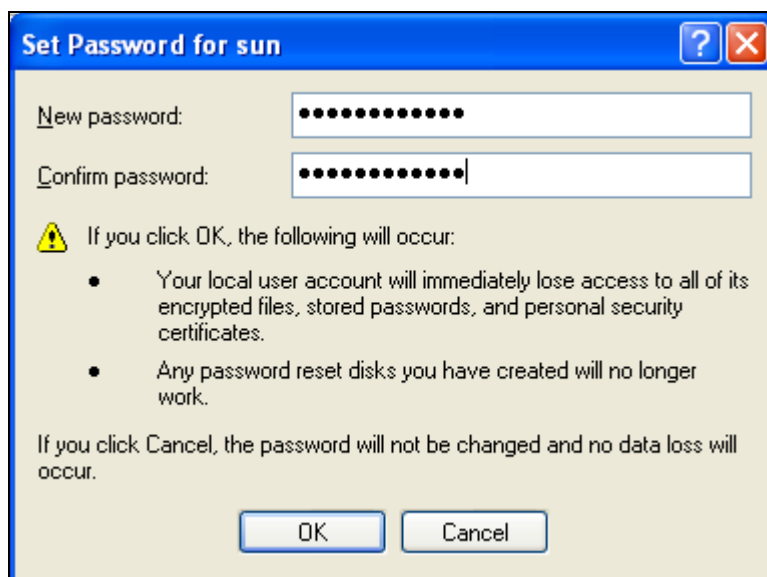 Set Password for sun
New password: ●●●●●●●●●●●●
Confirm password: ●●●●●●●●●●●●
If you click OK, the following will occur:
● Your local user account will immediately lose access to all of its
encrypted files, stored passwords, and personal security
certificates.
● Any password reset disks you have created will no longer
work.
If you click Cancel, the password will not be changed and no data loss will
occur.
OK Cancel